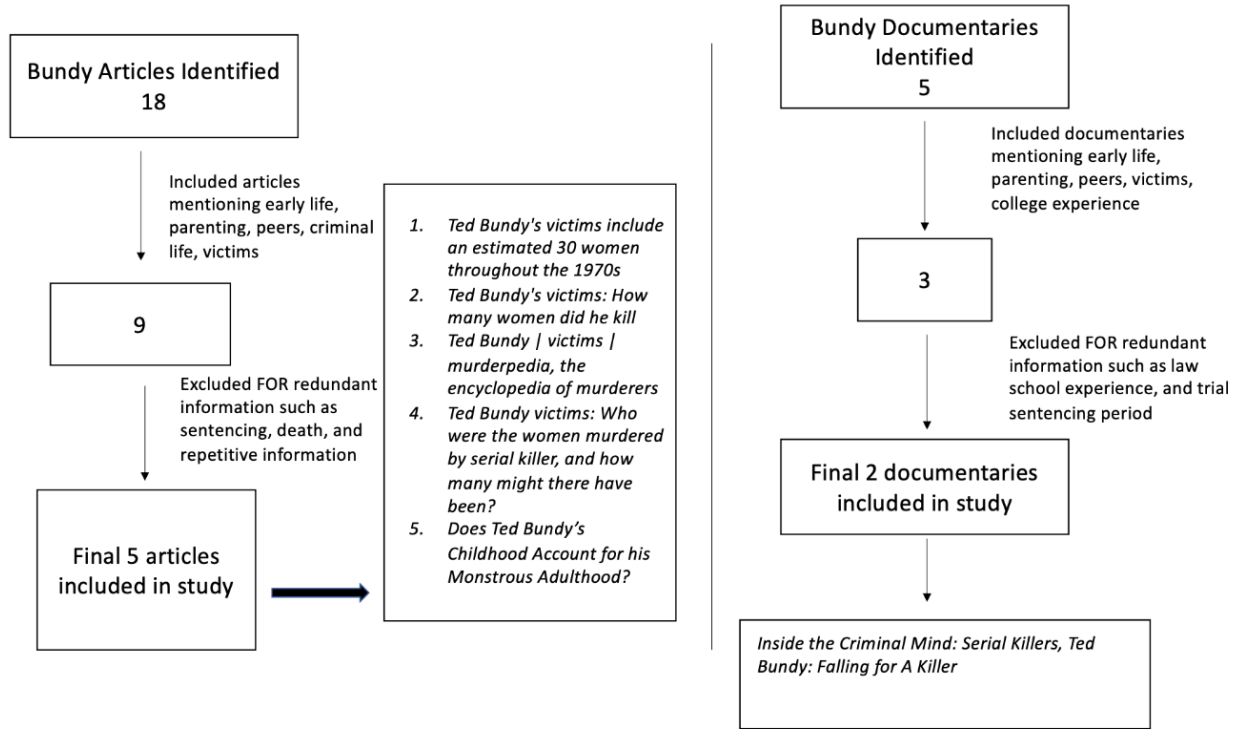 Bundy Articles Identified
18
Included articles
mentioning early life,
parenting, peers, criminal
life, victims
9
Excluded FOR redundant
information such as
sentencing, death, and
repetitive information
Final 5 articles
included in study
1. Ted Bundy's victims include
an estimated 30 women
throughout the 1970s
2. Ted Bundy's victims: How
many women did he kill
3. Ted Bundy | victims |
murderpedia, the
encyclopedia of murderers
4. Ted Bundy victims: Who
were the women murdered
by serial killer, and how
many might there have
been?
5. Does Ted Bundy’s
Childhood Account for his
Monstrous Adulthood?
Bundy Documentaries
Identified
5
Included documentaries
mentioning early life,
parenting, peers, victims,
college experience
3
Excluded FOR redundant
information such as law
school experience, and trial
sentencing period
Final 2 documentaries
included in study
Inside the Criminal Mind: Serial Killers, Ted
Bundy: Falling for A Killer